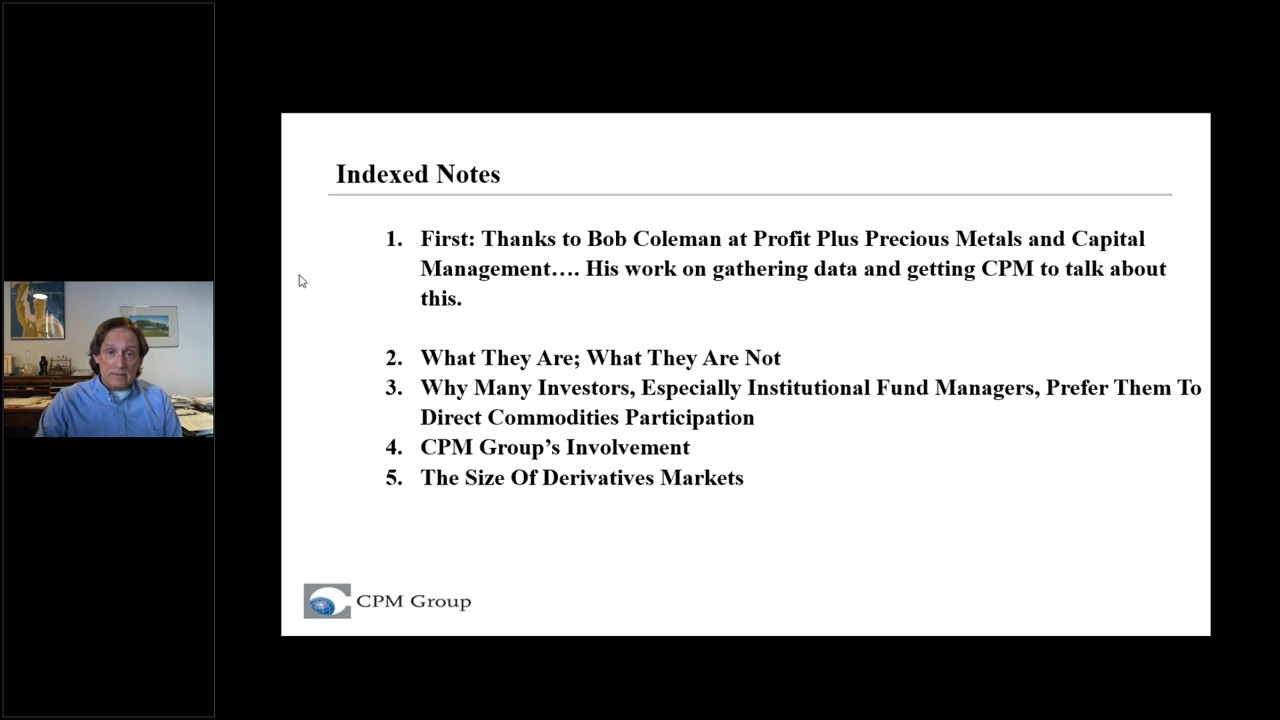 Indexed Notes
1. First: Thanks to Bob Coleman at Profit Plus Precious Metals and Capital
Management…. His work on gathering data and getting CPM to talk about
this.
2. What They Are; What They Are Not
3. Why Many Investors, Especially Institutional Fund Managers, Prefer Them To
Direct Commodities Participation
4. CPM Group’s Involvement
5. The Size Of Derivatives Markets
CPM Group